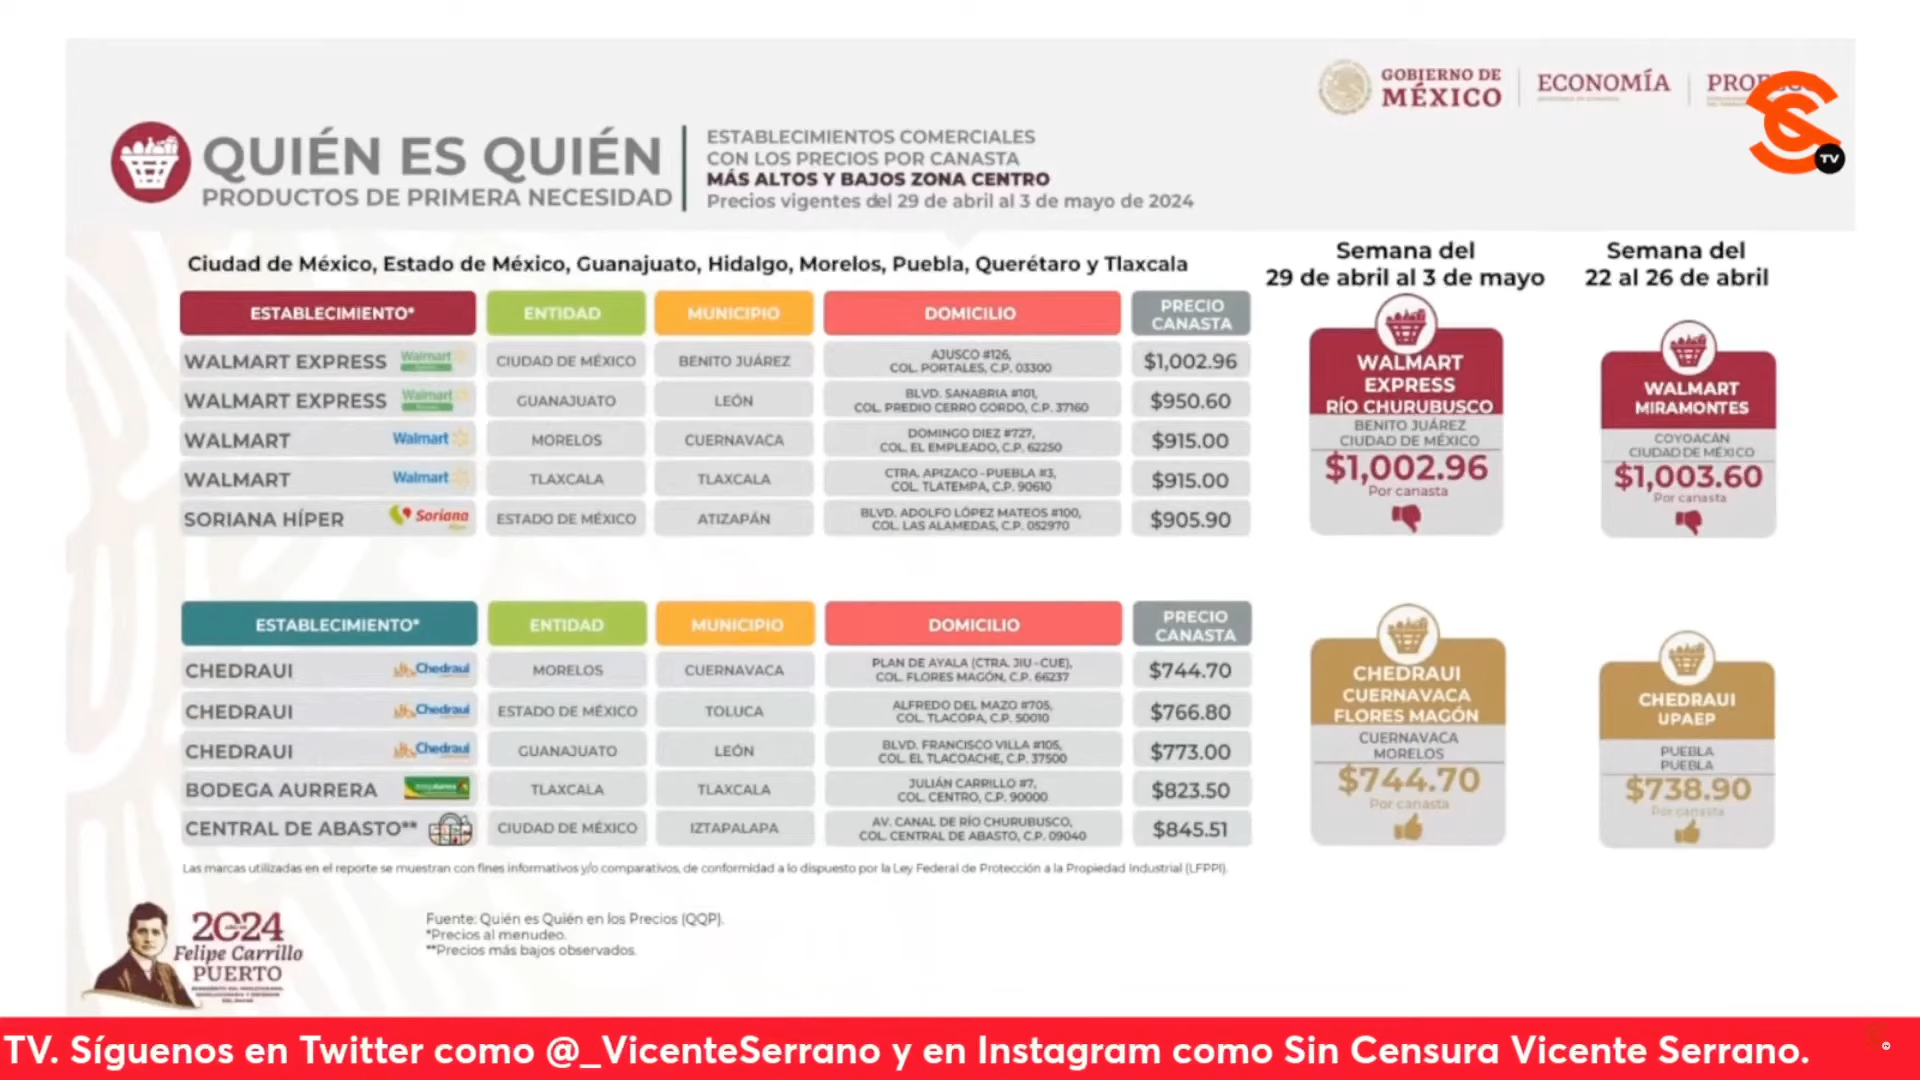 GOBIERNO DE
MÉXICO
ECONOMÍA
TV
QUIÉN ES QUIÉN
PRODUCTOS DE PRIMERA NECESIDAD
ESTABLECIMIENTOS COMERCIALES
CON LOS PRECIOS POR CANASTA
MÁS ALTOS Y BAJOS ZONA CENTRO
Precios vigentes del 29 de abril al 3 de mayo de 2024
Ciudad de México, Estado de México, Guanajuato, Hidalgo, Morelos, Puebla, Querétaro y Tlaxcala
ESTABLECIMIENTO* ENTIDAD MUNICIPIO DOMICILIO PRECIO CANASTA
WALMART EXPRESS Walmart CIUDAD DE MÉXICO BENITO JUÁREZ AJUSCO #126, COL. PORTALES, C.P. 03300 $1,002.96
WALMART EXPRESS Walmart GUANAJUATO LEÓN BLVD. SANABRIA #101, COL. PREDIO CERRO GORDO, C.P. 37160 $950.60
WALMART Walmart MORELOS CUERNAVACA DOMINGO DIEZ #727, COL. EL EMPLEADO, C.P. 62250 $915.00
WALMART Walmart TLAXCALA TLAXCALA CTRA. APIZACO-PUEBLA #3, COL. TLATEMPA, C.P. 90610 $915.00
SORIANA HÍPER Soriana ESTADO DE MÉXICO ATIZAPÁN BLVD. ADOLFO LÓPEZ MATEOS #100, COL. LAS ALAMEDAS, C.P. 052970 $905.90
Semana del
29 de abril al 3 de mayo
WALMART
EXPRESS
RÍO CHURUBUSCO
BENITO JUÁREZ
CIUDAD DE MÉXICO
$1,002.96
Por canasta
Semana del
22 al 26 de abril
WALMART
MIRAMONTES
COYOACÁN
CIUDAD DE MÉXICO
$1,003.60
Por canasta
ESTABLECIMIENTO* ENTIDAD MUNICIPIO DOMICILIO PRECIO CANASTA
CHEDRAUI Chedraui MORELOS CUERNAVACA PLAN DE AYALA (CTRA. JIU-CUE), COL. FLORES MAGÓN, C.P. 66237 $744.70
CHEDRAUI Chedraui ESTADO DE MÉXICO TOLUCA ALFREDO DEL MAZO #705, COL. TLACOPA, C.P. 50010 $766.80
CHEDRAUI Chedraui GUANAJUATO LEÓN BLVD. FRANCISCO VILLA #105, COL. EL TLACOACHE, C.P. 37500 $773.00
BODEGA AURRERA TLAXCALA TLAXCALA JULIÁN CARRILLO #7, COL. CENTRO, C.P. 90000 $823.50
CENTRAL DE ABASTO** CIUDAD DE MÉXICO IZTAPALAPA AV. CANAL DE RÍO CHURUBUSCO, COL. CENTRAL DE ABASTO, C.P. 09040 $845.51
CHEDRAUI
CUERNAVACA
FLORES MAGÓN
CUERNAVACA
MORELOS
$744.70
Por canasta
CHEDRAUI
UPAEP
PUEBLA
PUEBLA
$738.90
Por canasta
Las marcas utilizadas en el reporte se muestran con fines informativos y/o comparativos, de conformidad a lo dispuesto por la Ley Federal de Protección a la Propiedad Industrial (LFPPI).
2024
Felipe Carrillo
PUERTO
Fuente: Quién es Quién en los Precios (QQP).
*Precios al menudeo.
**Precios más bajos observados.
TV. Síguenos en Twitter como @_VicenteSerrano y en Instagram como Sin Censura Vicente Serrano.